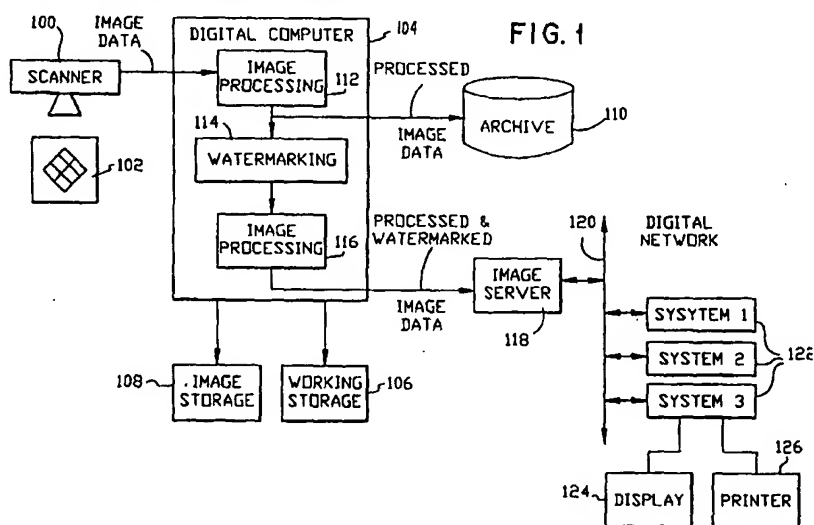 FIG. 1
100
IMAGE
DATA
SCANNER
102
DIGITAL COMPUTER
104
IMAGE
PROCESSING
112
114
WATERMARKING
IMAGE
PROCESSING
116
PROCESSED
IMAGE
DATA
ARCHIVE
110
PROCESSED &
WATERMARKED
IMAGE
DATA
IMAGE
SERVER
118
120
DIGITAL
NETWORK
SYSYTEM 1
SYSTEM 2
SYSTEM 3
122
108
IMAGE
STORAGE
WORKING
STORAGE
106
124
DISPLAY
126
PRINTER